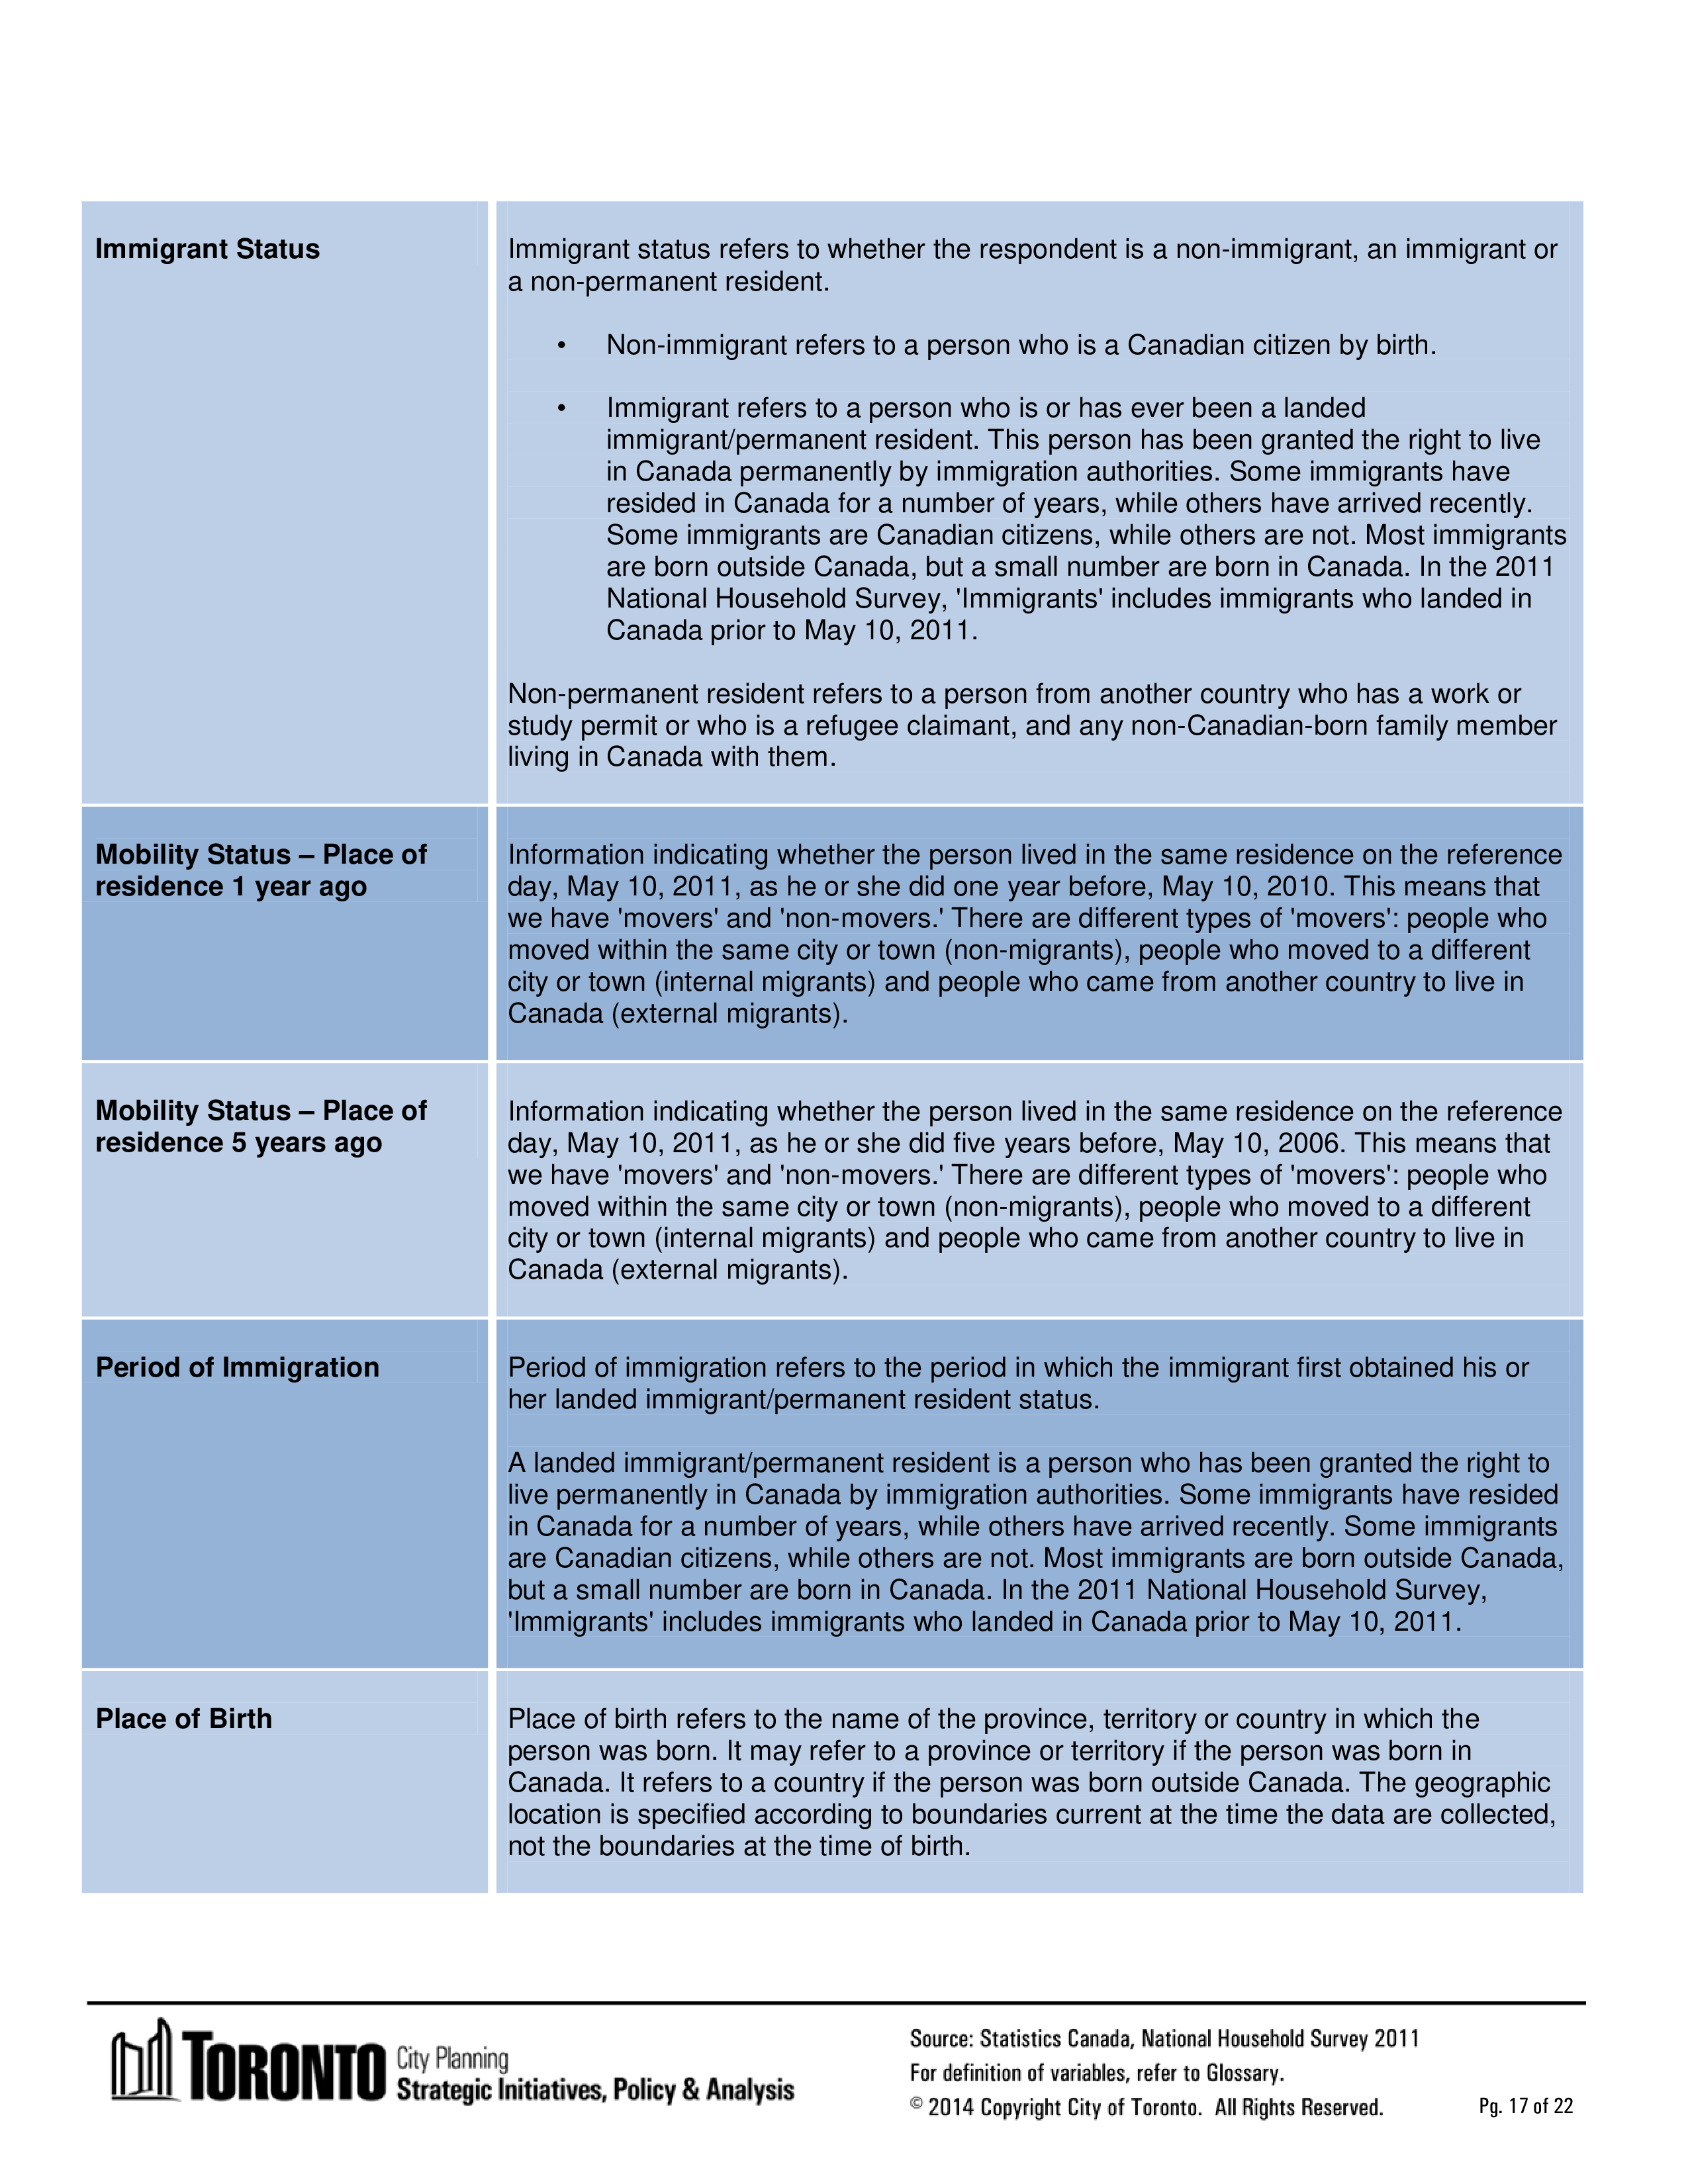 Immigrant Status
Immigrant status refers to whether the respondent is a non-immigrant, an immigrant or
a non-permanent resident.
• Non-immigrant refers to a person who is a Canadian citizen by birth.
• Immigrant refers to a person who is or has ever been a landed
immigrant/permanent resident. This person has been granted the right to live
in Canada permanently by immigration authorities. Some immigrants have
resided in Canada for a number of years, while others have arrived recently.
Some immigrants are Canadian citizens, while others are not. Most immigrants
are born outside Canada, but a small number are born in Canada. In the 2011
National Household Survey, 'Immigrants' includes immigrants who landed in
Canada prior to May 10, 2011.
Non-permanent resident refers to a person from another country who has a work or
study permit or who is a refugee claimant, and any non-Canadian-born family member
living in Canada with them.
Mobility Status – Place of
residence 1 year ago
Information indicating whether the person lived in the same residence on the reference
day, May 10, 2011, as he or she did one year before, May 10, 2010. This means that
we have 'movers' and 'non-movers.' There are different types of 'movers': people who
moved within the same city or town (non-migrants), people who moved to a different
city or town (internal migrants) and people who came from another country to live in
Canada (external migrants).
Mobility Status – Place of
residence 5 years ago
Information indicating whether the person lived in the same residence on the reference
day, May 10, 2011, as he or she did five years before, May 10, 2006. This means that
we have 'movers' and 'non-movers.' There are different types of 'movers': people who
moved within the same city or town (non-migrants), people who moved to a different
city or town (internal migrants) and people who came from another country to live in
Canada (external migrants).
Period of Immigration
Period of immigration refers to the period in which the immigrant first obtained his or
her landed immigrant/permanent resident status.
A landed immigrant/permanent resident is a person who has been granted the right to
live permanently in Canada by immigration authorities. Some immigrants have resided
in Canada for a number of years, while others have arrived recently. Some immigrants
are Canadian citizens, while others are not. Most immigrants are born outside Canada,
but a small number are born in Canada. In the 2011 National Household Survey,
'Immigrants' includes immigrants who landed in Canada prior to May 10, 2011.
Place of Birth
Place of birth refers to the name of the province, territory or country in which the
person was born. It may refer to a province or territory if the person was born in
Canada. It refers to a country if the person was born outside Canada. The geographic
location is specified according to boundaries current at the time the data are collected,
not the boundaries at the time of birth.
TORONTO
City Planning
Strategic Initiatives, Policy & Analysis
Source: Statistics Canada, National Household Survey 2011
For definition of variables, refer to Glossary.
© 2014 Copyright City of Toronto. All Rights Reserved.
Pg. 17 of 22